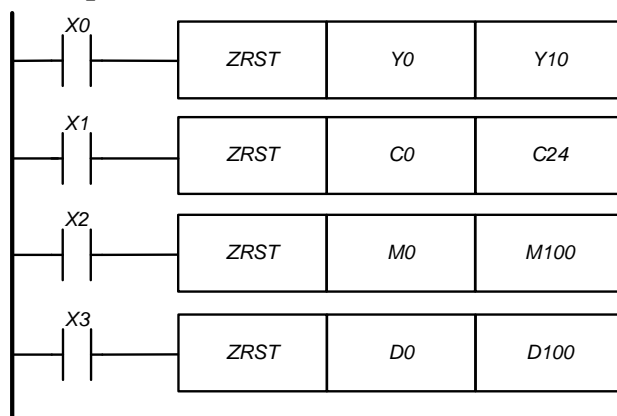 X0
ZRST Y0 Y10
X1
ZRST C0 C24
X2
ZRST M0 M100
X3
ZRST D0 D100